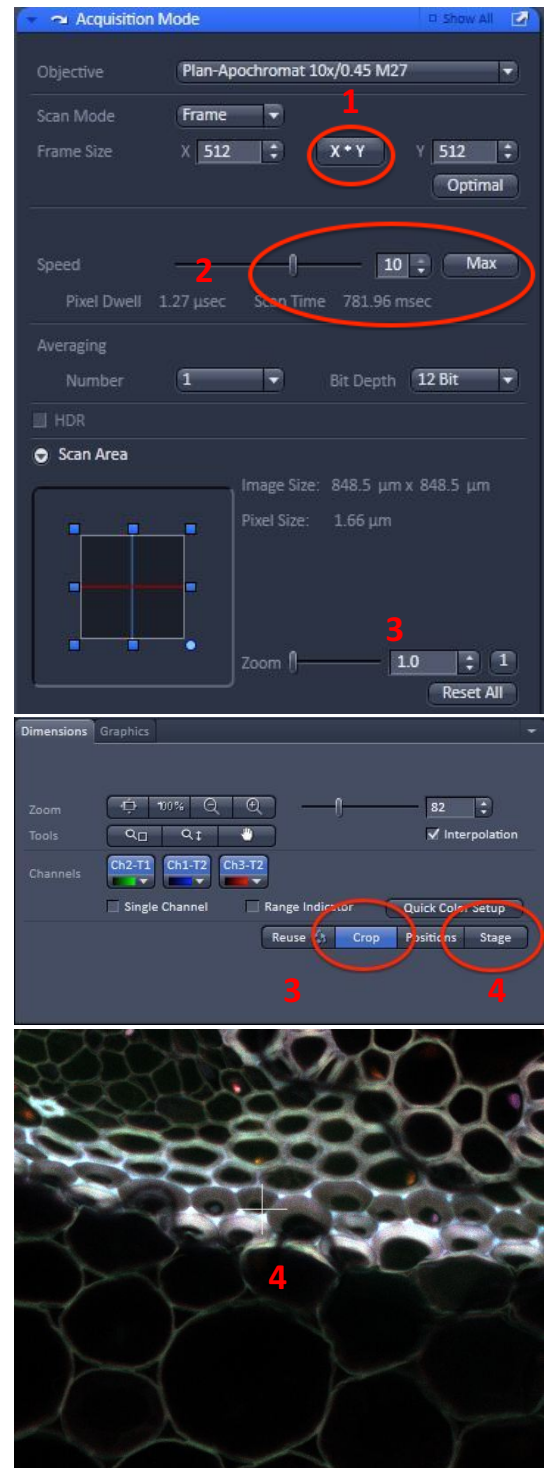 Acquisition Mode Show All
Objective Plan-Apochromat 10x/0.45 M27
1
Scan Mode Frame
Frame Size X 512 X * Y Y 512
Optimal
Speed 2 10 Max
Pixel Dwell 1.27 µsec Scan Time 781.96 msec
Averaging
Number 1 Bit Depth 12 Bit
HDR
Scan Area
Image Size: 848.5 µm x 848.5 µm
Pixel Size: 1.66 µm
3
Zoom 1.0 1
Reset All
Dimensions Graphics
Zoom 100% 82
Tools Interpolation
Channels Ch2-T1 Ch1-T2 Ch3-T2
Single Channel Range Indicator Quick Color Setup
Reuse Crop Positions Stage
3 4
4